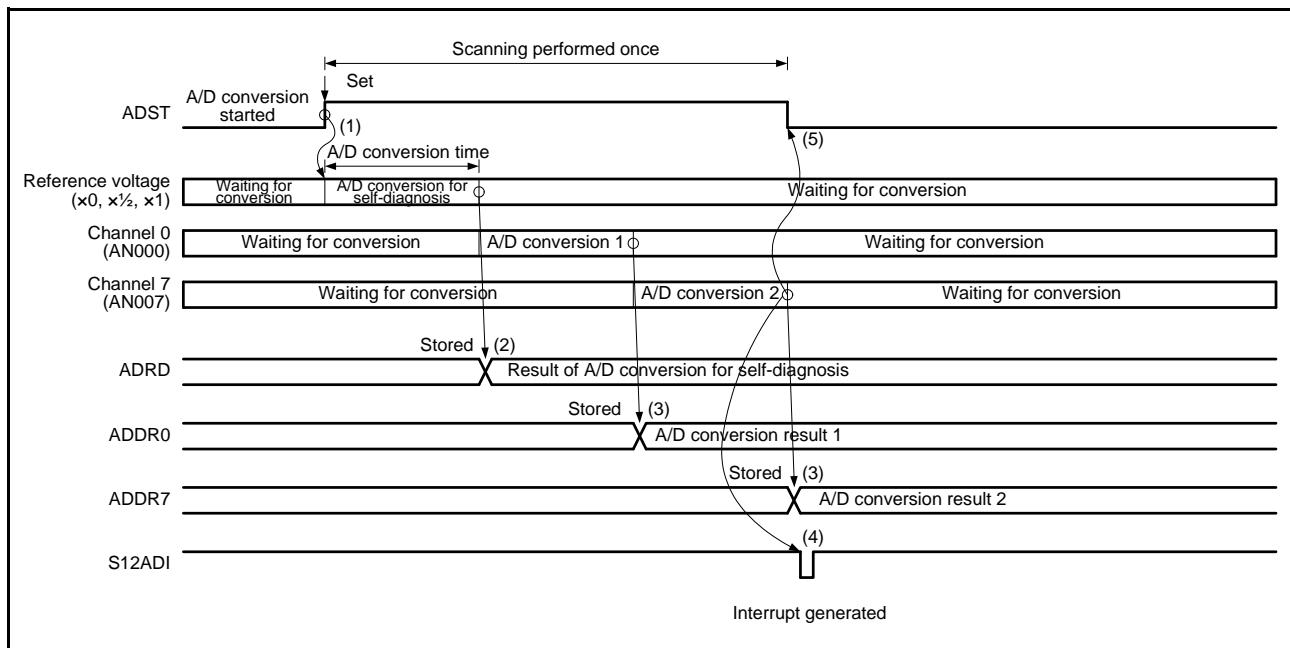 Scanning performed once
Set
ADST
A/D conversion
started
(1)
(5)
A/D conversion time
Reference voltage
(×0, ×½, ×1)
Waiting for
conversion
A/D conversion for
self-diagnosis
Waiting for conversion
Channel 0
(AN000)
Waiting for conversion
A/D conversion 1
Waiting for conversion
Channel 7
(AN007)
Waiting for conversion
A/D conversion 2
Waiting for conversion
Stored
(2)
ADRD
Result of A/D conversion for self-diagnosis
Stored
(3)
ADDR0
A/D conversion result 1
Stored
(3)
ADDR7
A/D conversion result 2
(4)
S12ADI
Interrupt generated